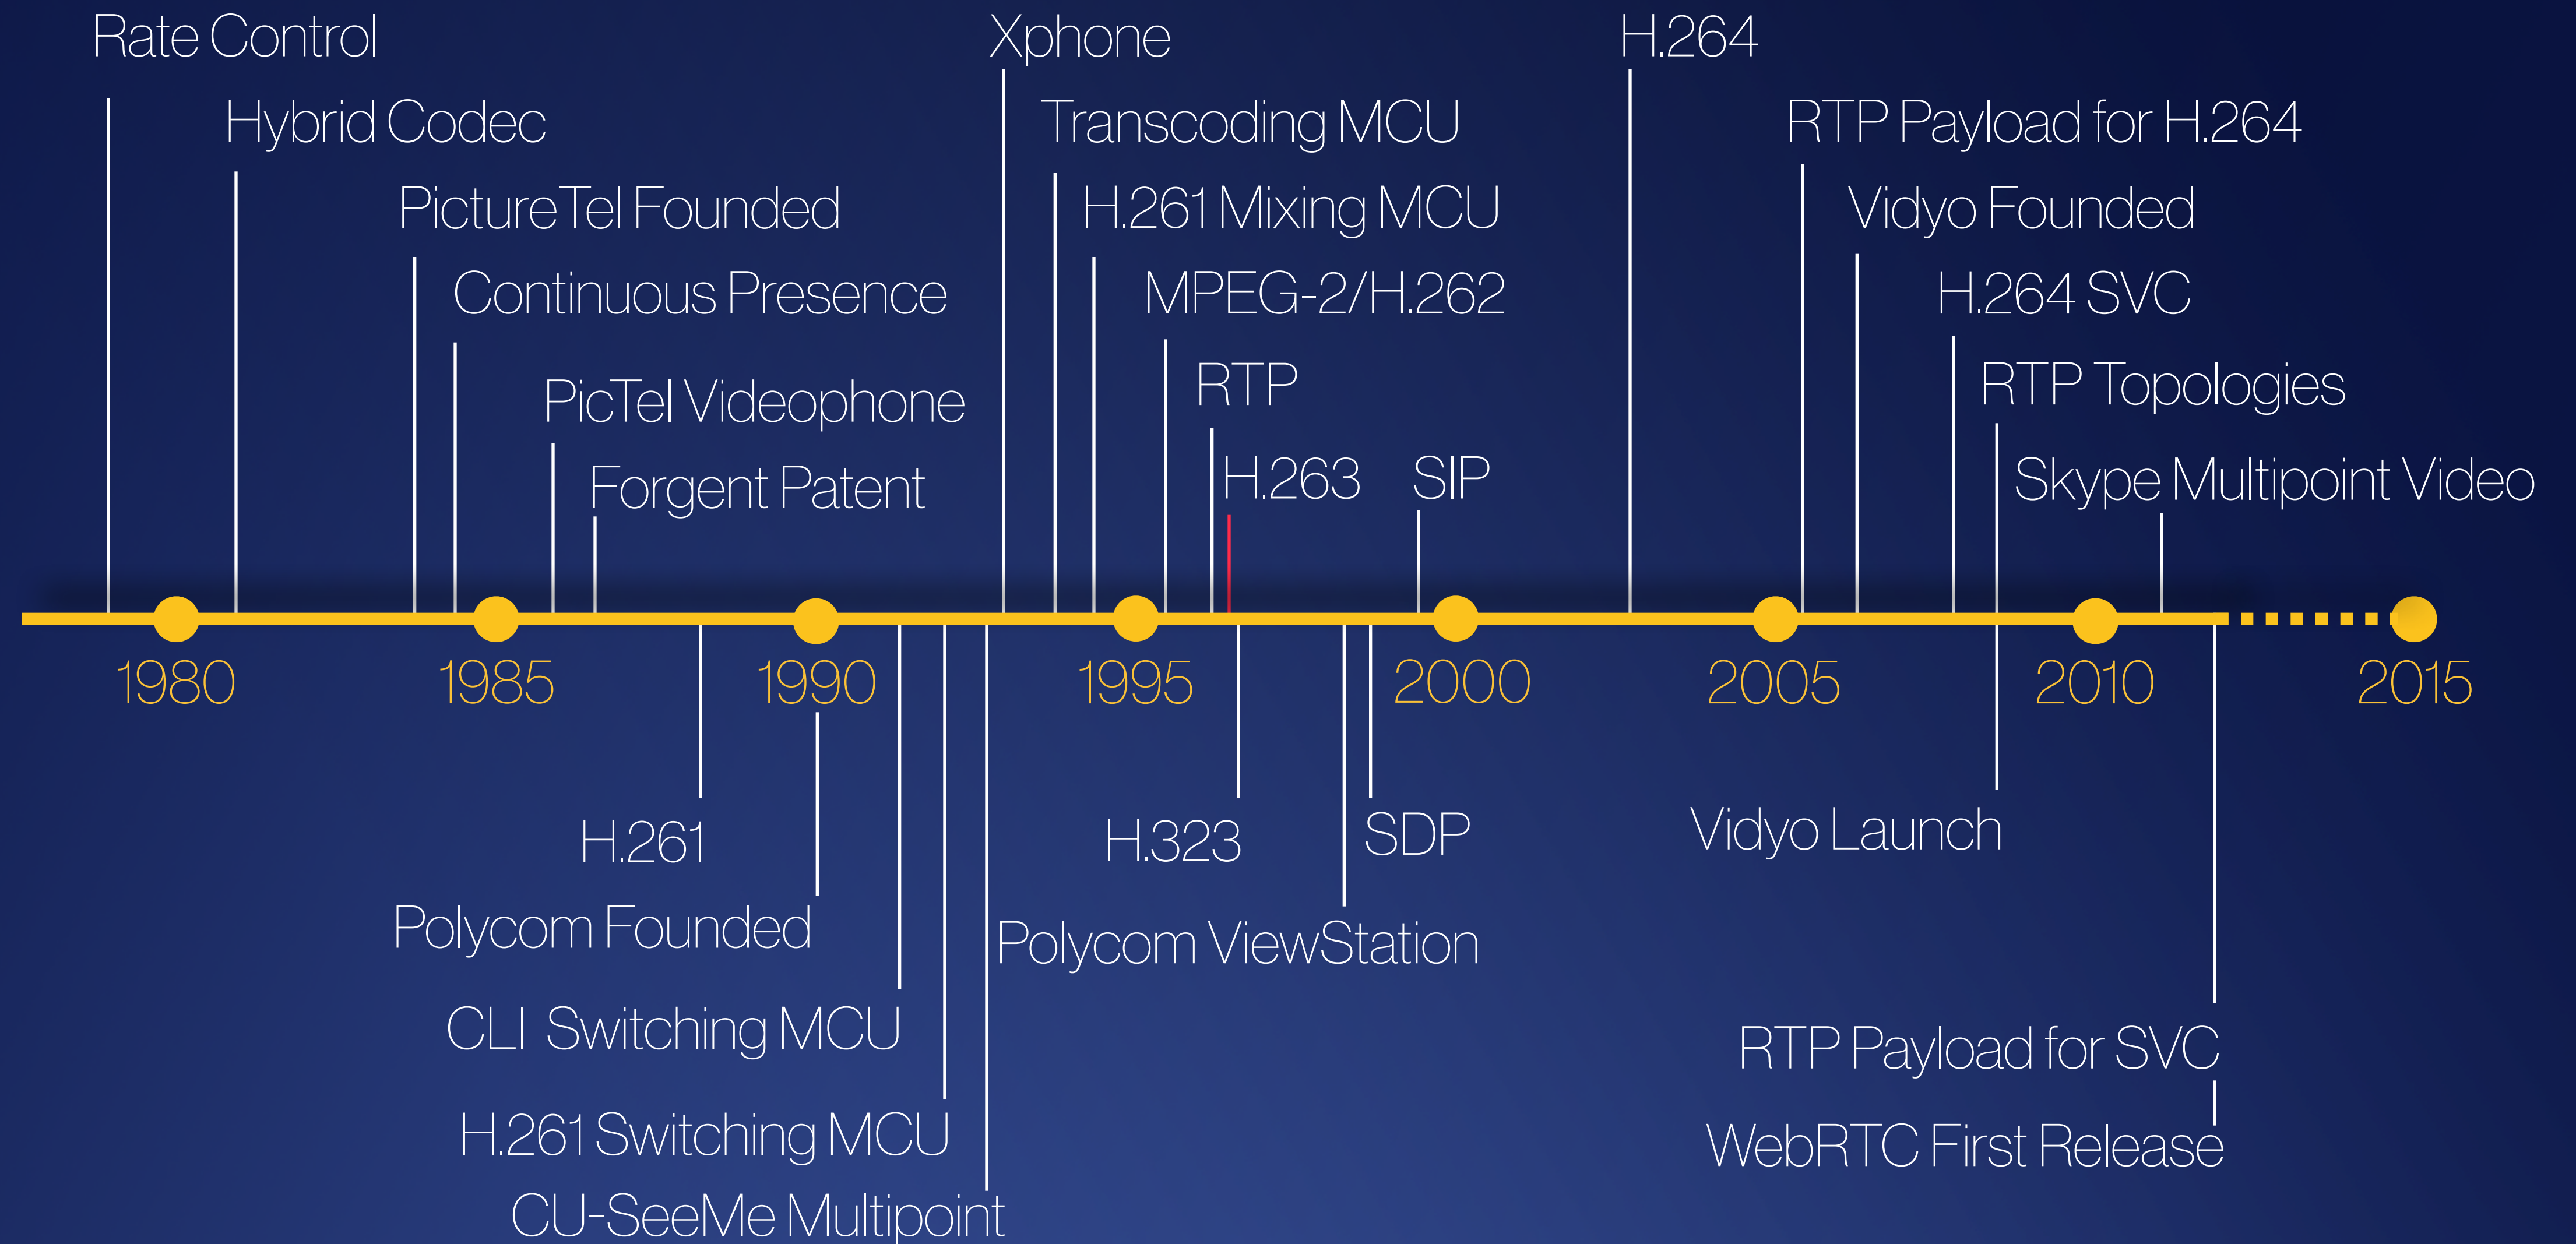 Rate Control
Xphone
H.264
Hybrid Codec
Transcoding MCU
RTP Payload for H.264
PictureTel Founded
H.261 Mixing MCU
Vidyo Founded
Continuous Presence
MPEG-2/H.262
H.264 SVC
RTP
RTP Topologies
PicTel Videophone
H.263
SIP
Skype Multipoint Video
Forgent Patent
1980
1985
1990
1995
2000
2005
2010
2015
H.261
H.323
SDP
Vidyo Launch
Polycom Founded
Polycom ViewStation
CLI Switching MCU
RTP Payload for SVC
H.261 Switching MCU
WebRTC First Release
CU-SeeMe Multipoint